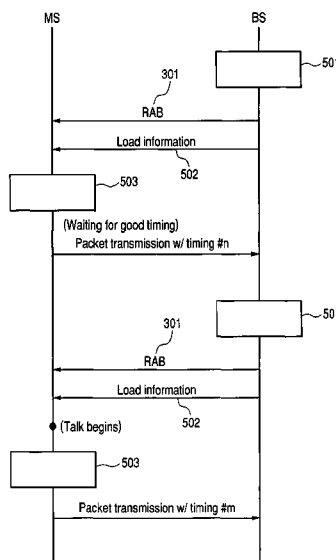 MS
BS
501
301
RAB
Load information
502
503
(Waiting for good timing)
Packet transmission w/ timing #n
50
301
RAB
Load information
502
(Talk begins)
503
Packet transmission w/ timing #m